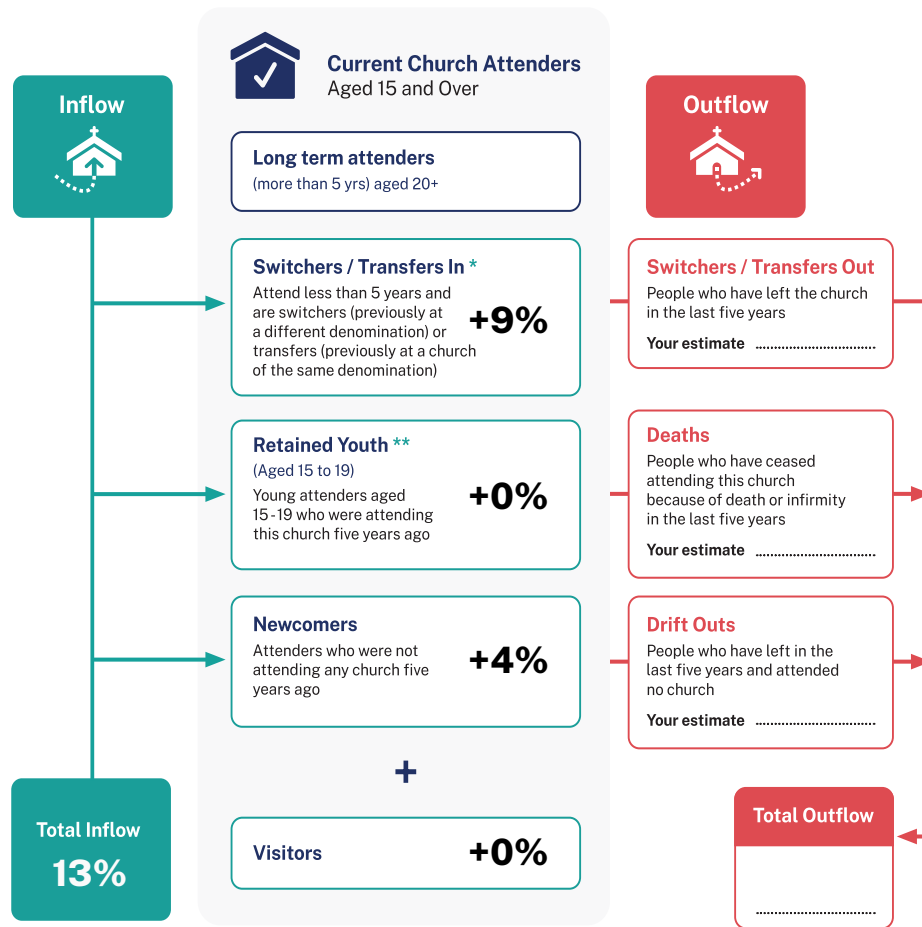 Inflow
Current Church Attenders
Aged 15 and Over
Outflow
Long term attenders
(more than 5 yrs) aged 20+
Switchers / Transfers In *
Attend less than 5 years and
are switchers (previously at
a different denomination) or
transfers (previously at a church
of the same denomination)
+9%
Switchers / Transfers Out
People who have left the church
in the last five years
Your estimate ................................
Retained Youth **
(Aged 15 to 19)
Young attenders aged
15-19 who were attending
this church five years ago
+0%
Deaths
People who have ceased
attending this church
because of death or infirmity
in the last five years
Your estimate ................................
Newcomers
Attenders who were not
attending any church five
years ago
+4%
Drift Outs
People who have left in the
last five years and attended
no church
Your estimate ................................
+
Total Inflow
13%
Visitors
+0%
Total Outflow
................................